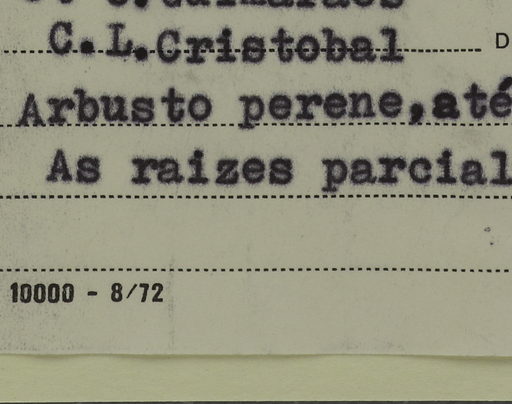 C.L.Cristobal D
Arbusto perene,até
As raizes parcial
10000 - 8/72